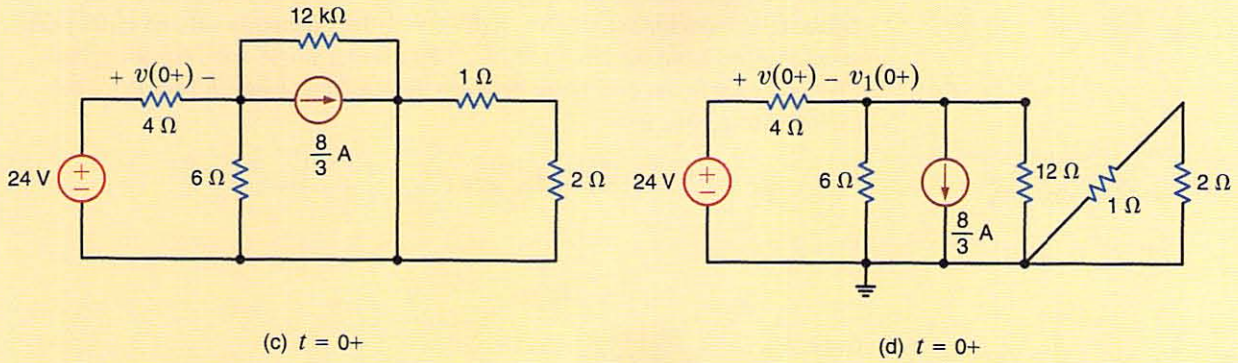 12 kΩ
+ v(0+) −
4 Ω
8/3 A
1 Ω
24 V
+
−
6 Ω
2 Ω
(c) t = 0+
+ v(0+) − v₁(0+)
4 Ω
24 V
+
−
6 Ω
8/3 A
12 Ω
1 Ω
2 Ω
(d) t = 0+